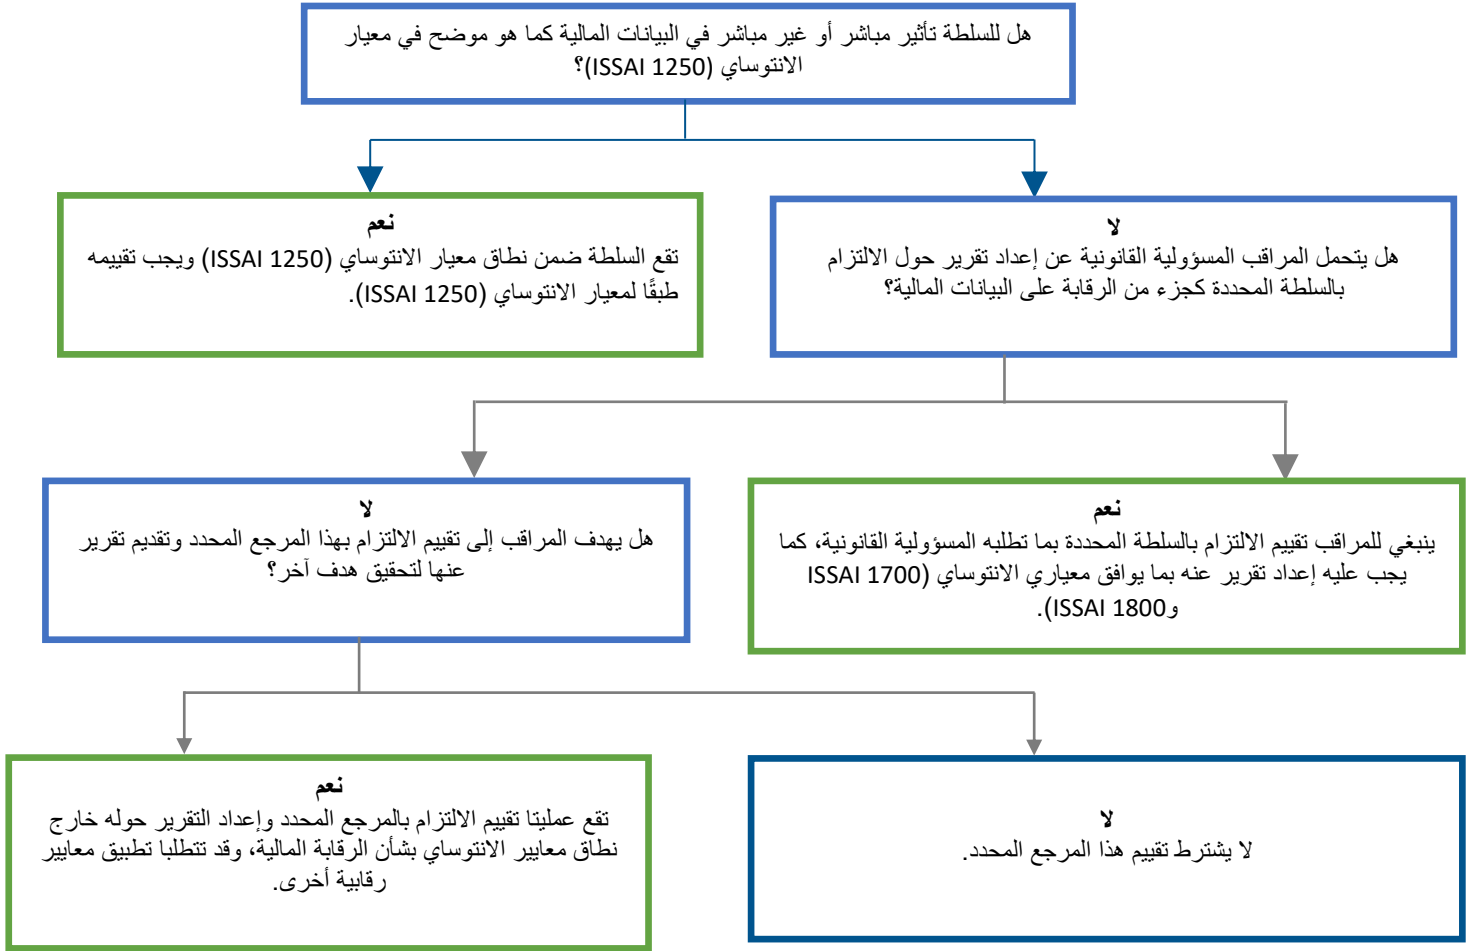 هل للسلطة تأثير مباشر أو غير مباشر في البيانات المالية كما هو موضح في معيار
الانتوساي (ISSAI 1250)؟
نعم
تقع السلطة ضمن نطاق معيار الانتوساي (ISSAI 1250) ويجب تقييمه
طبقًا لمعيار الانتوساي (ISSAI 1250).
لا
هل يتحمل المراقب المسؤولية القانونية عن إعداد تقرير حول الالتزام
بالسلطة المحددة كجزء من الرقابة على البيانات المالية؟
لا
هل يهدف المراقب إلى تقييم الالتزام بهذا المرجع المحدد وتقديم تقرير
عنها لتحقيق هدف آخر؟
نعم
ينبغي للمراقب تقييم الالتزام بالسلطة المحددة بما تطلبه المسؤولية القانونية، كما
يجب عليه إعداد تقرير عنه بما يوافق معياري الانتوساي (ISSAI 1700
وISSAI 1800).
نعم
تقع عمليتا تقييم الالتزام بالمرجع المحدد وإعداد التقرير حوله خارج
نطاق معايير الانتوساي بشأن الرقابة المالية، وقد تتطلبا تطبيق معايير
رقابية أخرى.
لا
لا يشترط تقييم هذا المرجع المحدد.